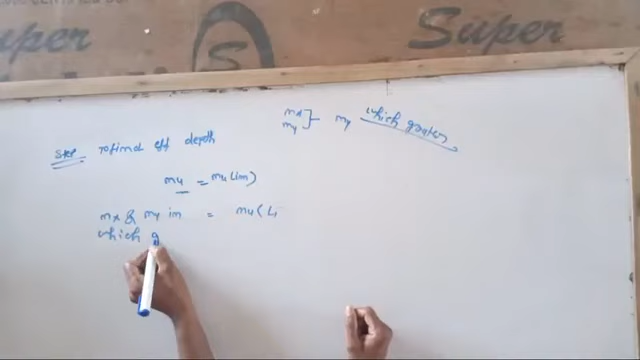 Super
S
Super
mx
my
my which greater
Step to find eff depth
mu = mu(lim)
mx & my im = mu(Li
which g